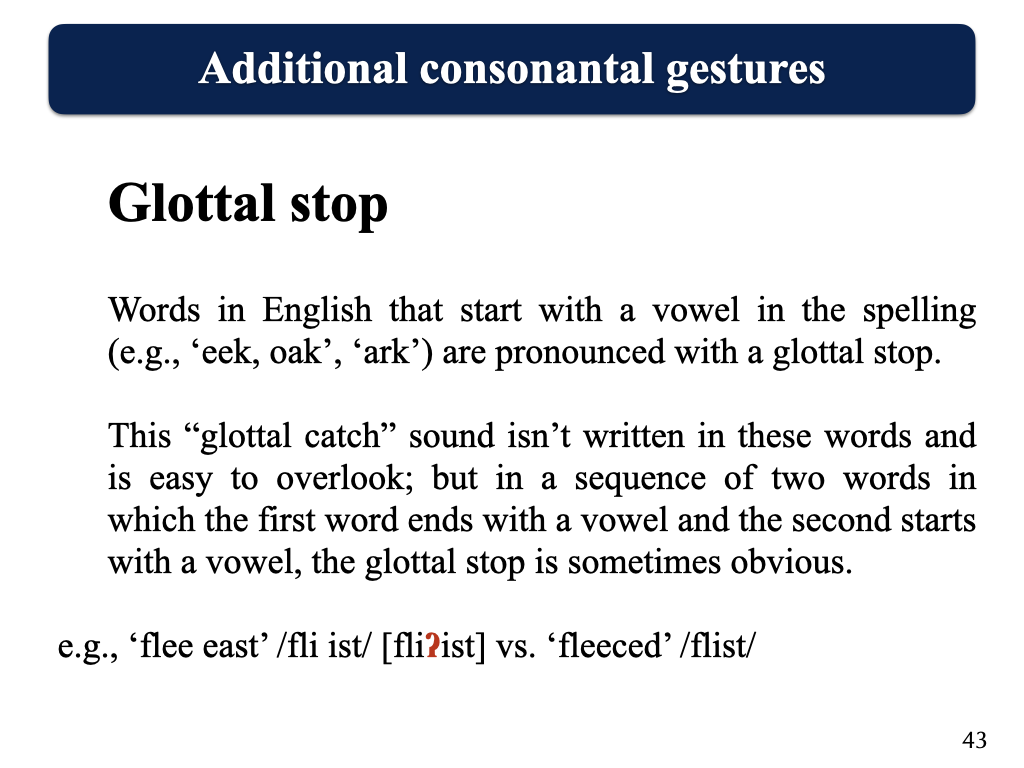 Additional consonantal gestures
Glottal stop
Words in English that start with a vowel in the spelling
(e.g., ‘eek, oak’, ‘ark’) are pronounced with a glottal stop.
This “glottal catch” sound isn’t written in these words and
is easy to overlook; but in a sequence of two words in
which the first word ends with a vowel and the second starts
with a vowel, the glottal stop is sometimes obvious.
e.g., ‘flee east’ /fli ist/ [fliʔist] vs. ‘fleeced’ /flist/
43